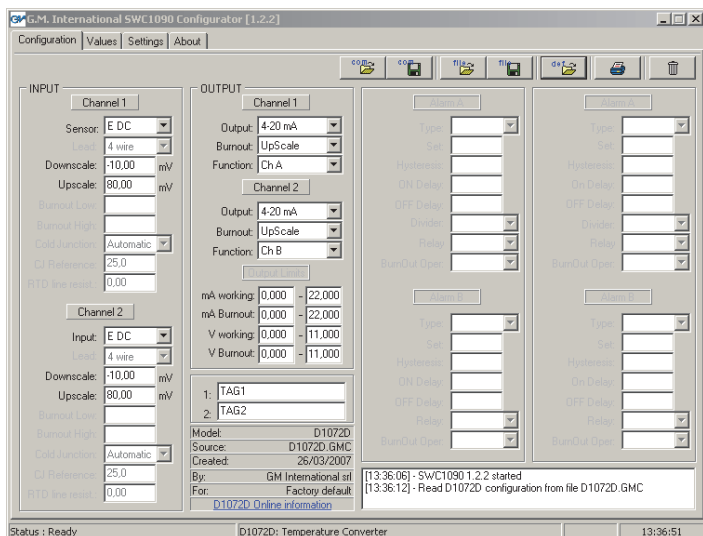 G.M. International SWC1090 Configurator [1.2.2]
Configuration Values Settings About
com com file file def
INPUT
Channel 1
Sensor: E DC
Lead: 4 wire
Downscale: -10,00 mV
Upscale: 80,00 mV
Burnout Low:
Burnout High:
Cold Junction: Automatic
CJ Reference: 25,0
RTD line resist.: 0,00
Channel 2
Input: E DC
Lead: 4 wire
Downscale: -10,00 mV
Upscale: 80,00 mV
Burnout Low:
Burnout High:
Cold Junction: Automatic
CJ Reference: 25,0
RTD line resist.: 0,00
OUTPUT
Channel 1
Output: 4-20 mA
Burnout: UpScale
Function: Ch A
Channel 2
Output: 4-20 mA
Burnout: UpScale
Function: Ch B
Output Limits
mA working: 0,000 - 22,000
mA Burnout: 0,000 - 22,000
V working: 0,000 - 11,000
V Burnout: 0,000 - 11,000
1: TAG1
2: TAG2
Model: D1072D
Source: D1072D.GMC
Created: 26/03/2007
By: GM International srl
For: Factory default
D1072D Online information
Alarm A
Type:
Set:
Hysteresis:
ON Delay:
OFF Delay:
Divider:
Relay
BurnOut Oper:
Alarm B
Type:
Set:
Hysteresis:
ON Delay:
OFF Delay:
Relay:
BurnOut Oper:
Alarm A
Type:
Set:
Hysteresis:
On Delay:
OFF Delay:
Divider:
Relay
BurnOut Oper:
Alarm B
Type:
Set:
Hysteresis:
On Delay:
OFF Delay:
Relay:
BurnOut Oper:
[13:36:06] - SWC1090 1.2.2 started
[13:36:12] - Read D1072D configuration from file D1072D.GMC
Status : Ready
D1072D: Temperature Converter
13:36:51